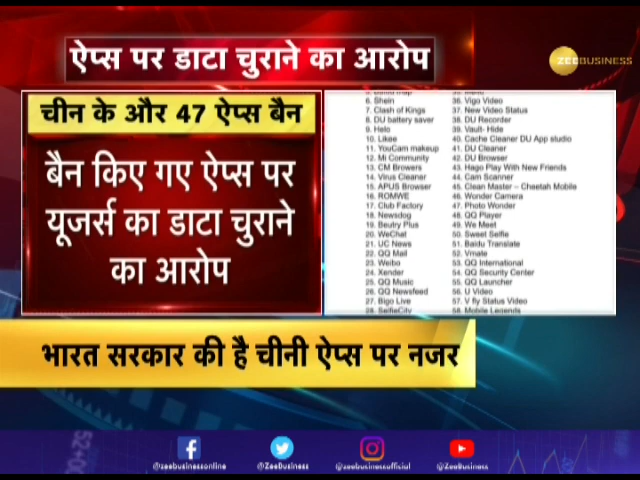 ऐप्स पर डाटा चुराने का आरोप
ZEEBUSINESS
चीन के और 47 ऐप्स बैन
बैन किए गए ऐप्स पर
यूजर्स का डाटा चुराने
का आरोप
6. Shein
7. Clash of Kings
8. DU battery saver
9. Helo
10. Likee
11. YouCam makeup
12. Mi Community
13. CM Browers
14. Virus Cleaner
15. APUS Browser
16. ROMWE
17. Club Factory
18. Newsdog
19. Beutry Plus
20. WeChat
21. UC News
22. QQ Mail
23. Weibo
24. Xender
25. QQ Music
26. QQ Newsfeed
27. Bigo Live
28. SelfieCity
36. Vigo Video
37. New Video Status
38. DU Recorder
39. Vault- Hide
40. Cache Cleaner DU App studio
41. DU Cleaner
42. DU Browser
43. Hago Play With New Friends
44. Cam Scanner
45. Clean Master – Cheetah Mobile
46. Wonder Camera
47. Photo Wonder
48. QQ Player
49. We Meet
50. Sweet Selfie
51. Baidu Translate
52. Vmate
53. QQ International
54. QQ Security Center
55. QQ Launcher
56. U Video
57. V fly Status Video
58. Mobile Legends
भारत सरकार की है चीनी ऐप्स पर नजर
@zeebusinessonline
@ZeeBusiness
@zeebusinessofficial
@ZeeBusiness